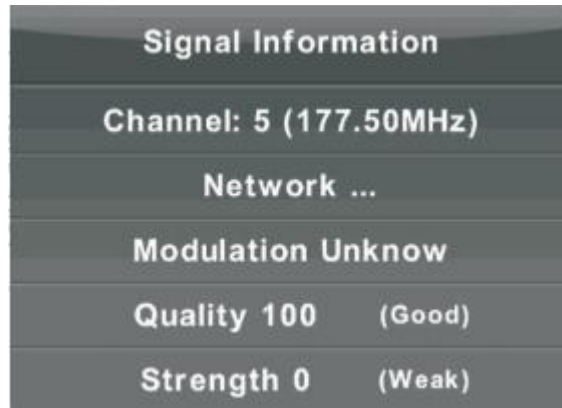 Signal Information
Channel: 5 (177.50MHz)
Network ...
Modulation Unknow
Quality 100 (Good)
Strength 0 (Weak)